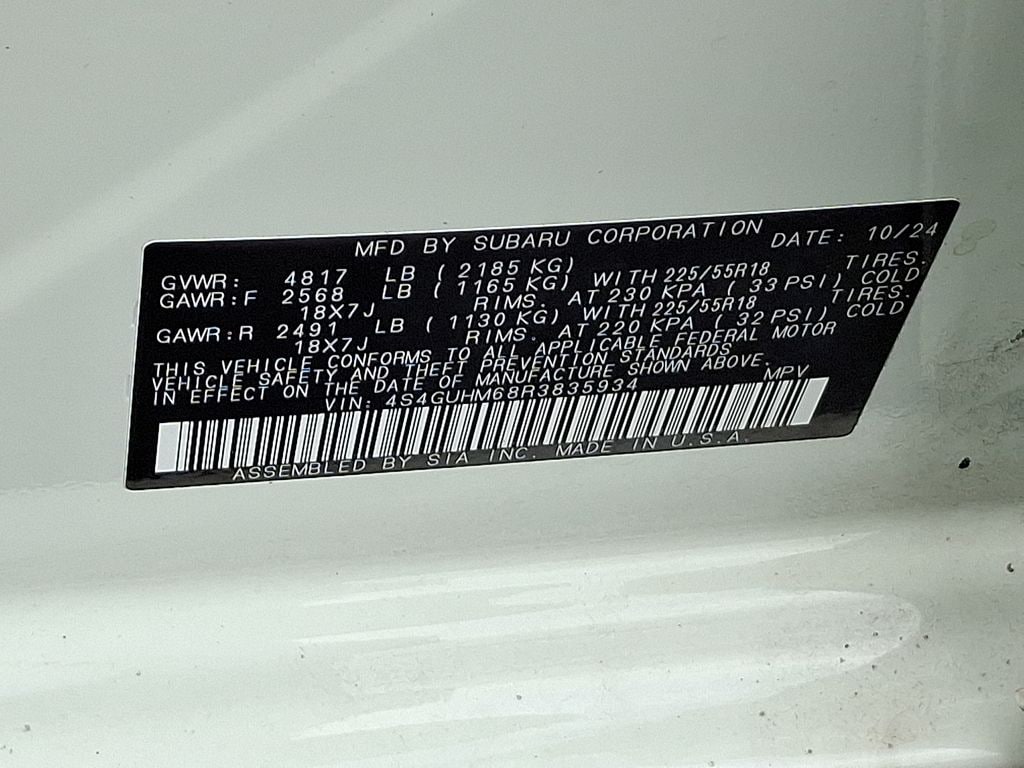 MFD BY SUBARU CORPORATION DATE: 10/24
GVWR: 4817 LB ( 2185 KG)
GAWR:F 2568 LB ( 1165 KG) WITH 225/55R18 TIRES.
18X7J RIMS. AT 230 KPA ( 33 PSI) COLD
GAWR:R 2491 LB ( 1130 KG) WITH 225/55R18 TIRES.
18X7J RIMS. AT 220 KPA ( 32 PSI) COLD
THIS VEHICLE CONFORMS TO ALL APPLICABLE FEDERAL MOTOR
VEHICLE SAFETY AND THEFT PREVENTION STANDARDS
IN EFFECT ON THE DATE OF MANUFACTURE SHOWN ABOVE.
VIN: 4S4GUHM68R3835934 MPV
ASSEMBLED BY SIA INC. MADE IN U.S.A.